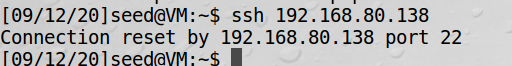 [09/12/20]seed@VM:~$ ssh 192.168.80.138
Connection reset by 192.168.80.138 port 22
[09/12/20]seed@VM:~$